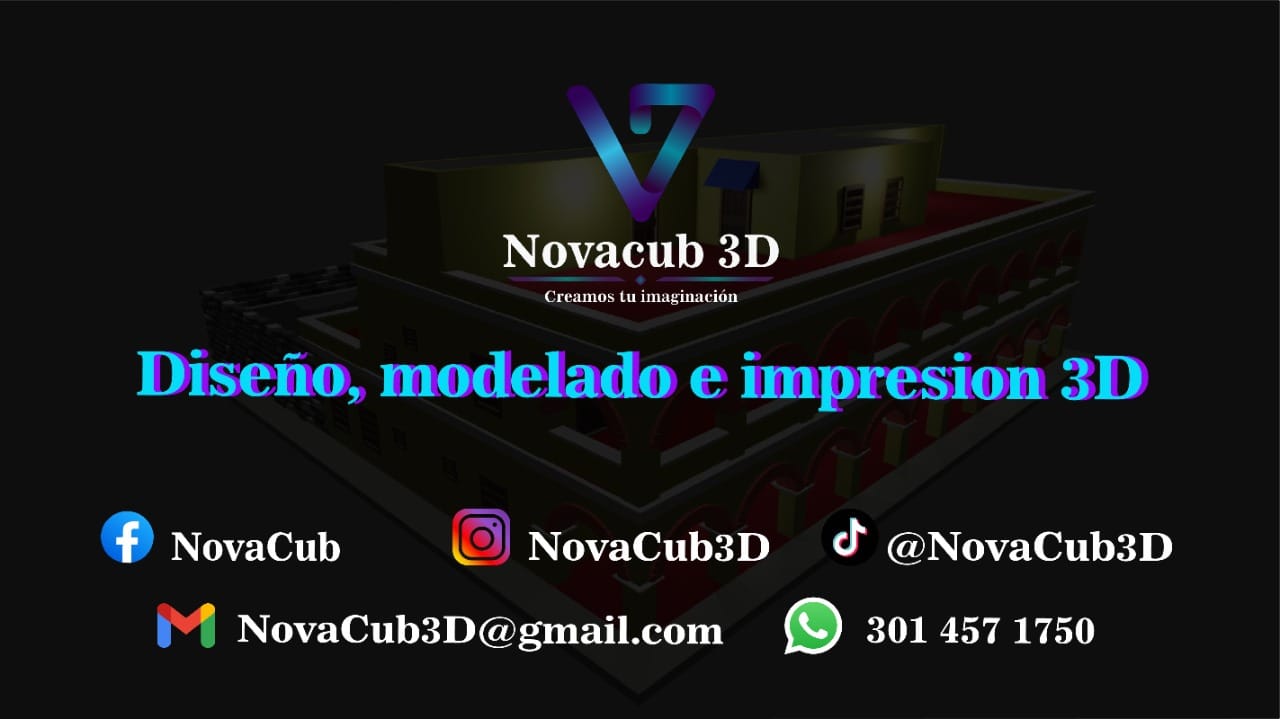 Novacub 3D
Creamos tu imaginación
Diseño, modelado e impresion 3D
NovaCub
NovaCub3D
@NovaCub3D
NovaCub3D@gmail.com
301 457 1750